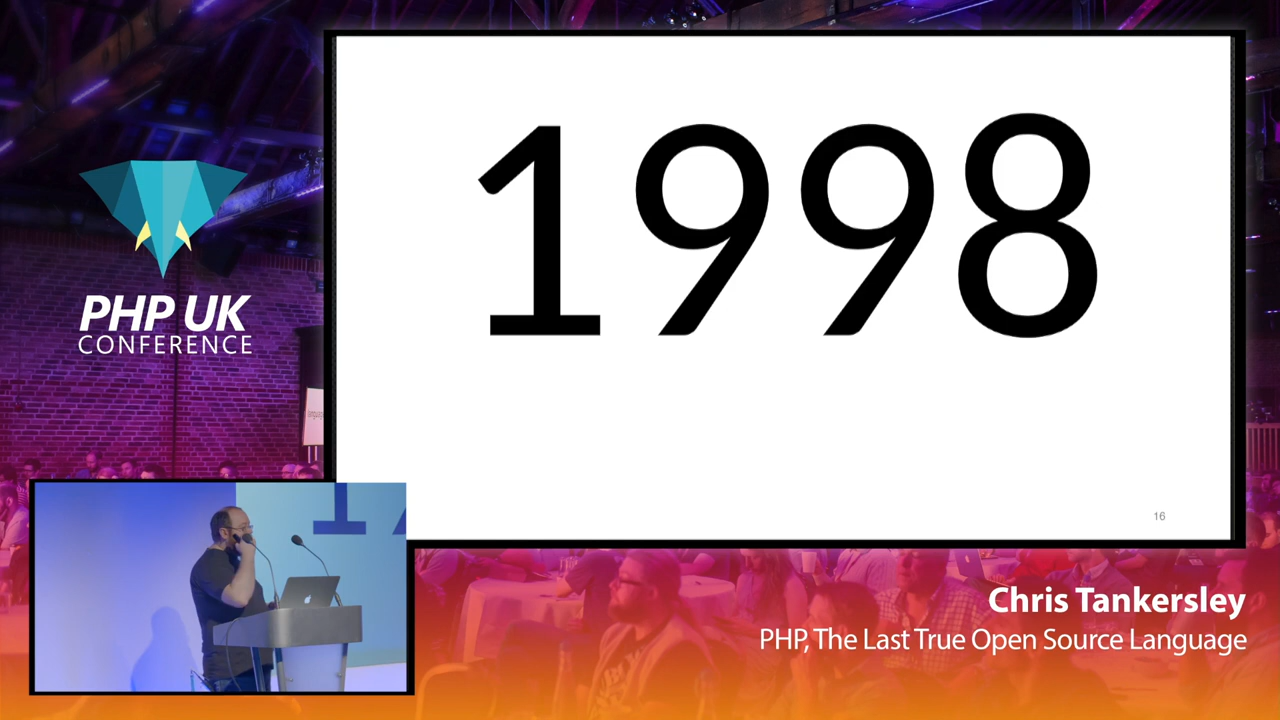 1998
16
PHP UK
CONFERENCE
Chris Tankersley
PHP, The Last True Open Source Language